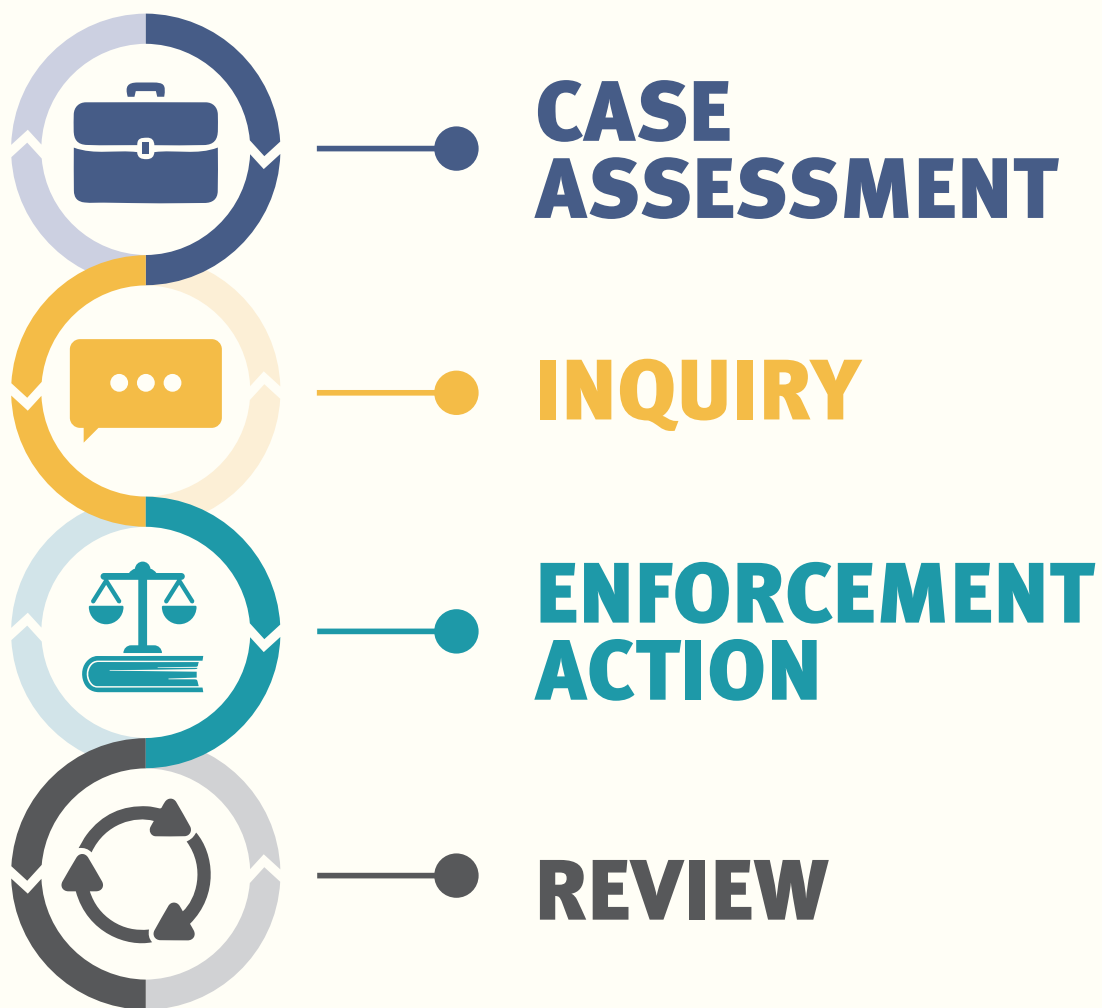 CASE
ASSESSMENT
INQUIRY
ENFORCEMENT
ACTION
REVIEW